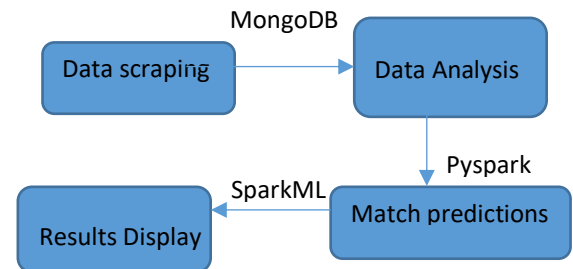 MongoDB
Data scraping
Data Analysis
Pyspark
SparkML
Match predictions
Results Display